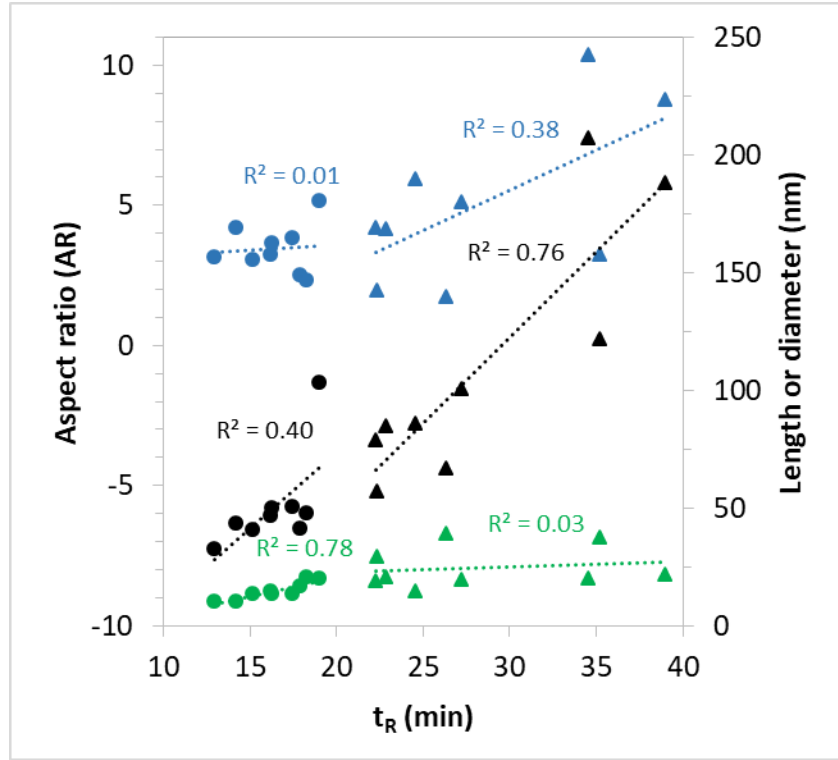 10
5
0
-5
-10
Aspect ratio (AR)
250
200
150
100
50
0
Length or diameter (nm)
R² = 0.38
R² = 0.01
R² = 0.76
R² = 0.40
R² = 0.03
R² = 0.78
10 15 20 25 30 35 40
tR (min)